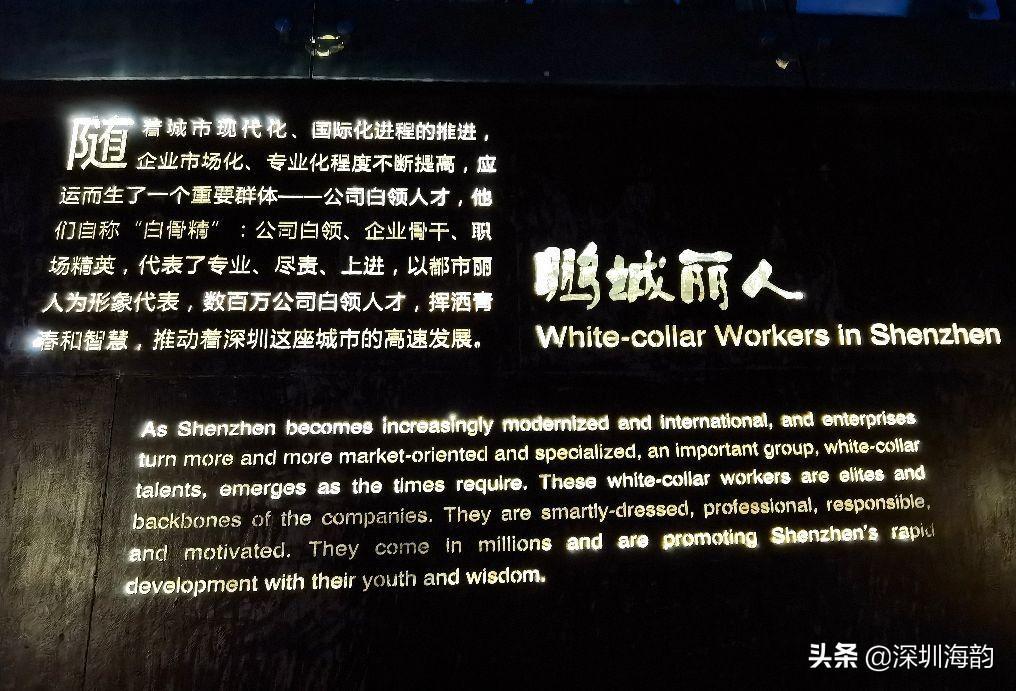 随着城市现代化、国际化进程的推进，
企业市场化、专业化程度不断提高，应
运而生了一个重要群体——公司白领人才，他
们自称“白骨精”：公司白领、企业骨干、职
场精英，代表了专业、尽责、上进，以都市丽
人为形象代表，数百万公司白领人才，挥洒青
春和智慧，推动着深圳这座城市的高速发展。
鹏城丽人
White-collar Workers in Shenzhen
As Shenzhen becomes increasingly modernized and international, and enterprises
turn more and more market-oriented and specialized, an important group, white-collar
talents, emerges as the times require. These white-collar workers are elites and
backbones of the companies. They are smartly-dressed, professional, responsible,
and motivated. They come in millions and are promoting Shenzhen's rapid
development with their youth and wisdom.
头条 @深圳海韵